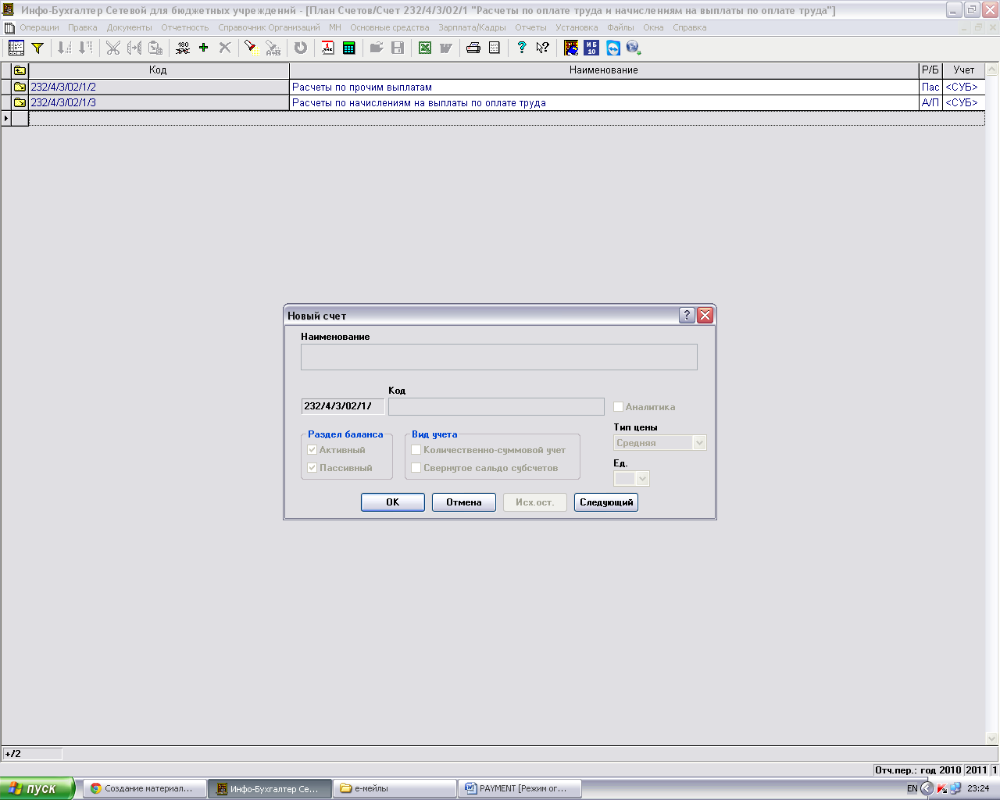 Инфо-Бухгалтер Сетевой для бюджетных учреждений - [План Счетов/Счет 232/4/3/02/1 "Расчеты по оплате труда и начислениям на выплаты по оплате труда"]
Операции Правка Документы Отчетность Справочник Организаций МН Основные средства Зарплата/Кадры Отчеты Установка Файлы Окна Справка
Код Наименование Р/Б Учет
232/4/3/02/1/2 Расчеты по прочим выплатам Пас <СУБ>
232/4/3/02/1/3 Расчеты по начислениям на выплаты по оплате труда А/П <СУБ>
Новый счет
Наименование
Код
232/4/3/02/1/
Аналитика
Раздел баланса
Активный
Пассивный
Вид учета
Количественно-суммовой учет
Свернутое сальдо субсчетов
Тип цены
Средняя
Ед.
OK Отмена Исх.ост. Следующий
+/2
Отч.пер.: год 2010 2011 1
пуск Создание материал... Инфо-Бухгалтер Се... е-мейлы PAYMENT [Режим ог... EN 23:24